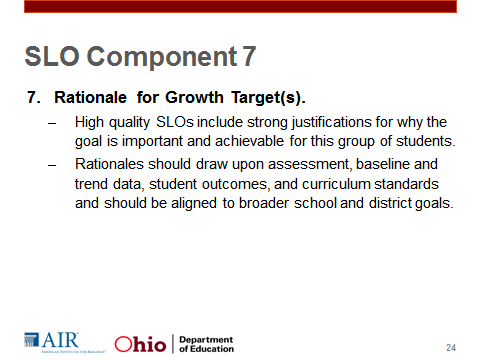 SLO Component 7
7. Rationale for Growth Target(s).
– High quality SLOs include strong justifications for why the
goal is important and achievable for this group of students.
– Rationales should draw upon assessment, baseline and
trend data, student outcomes, and curriculum standards
and should be aligned to broader school and district goals.
AIR
AMERICAN INSTITUTES FOR RESEARCH
Ohio
Department
of Education
24